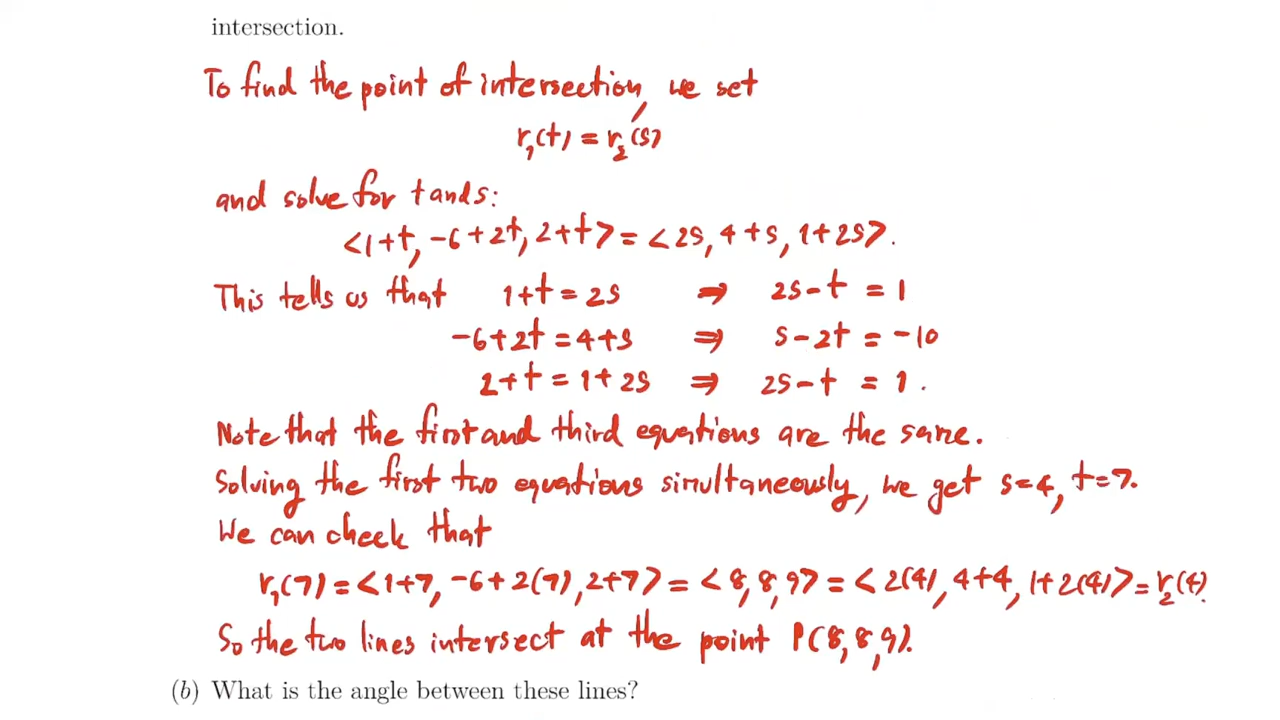 intersection.
To find the point of intersection, we set
r₁(t) = r₂(s)
and solve for t and s:
<1+t, -6+2t, 2+t> = <2s, 4+s, 1+2s>.
This tells us that 1+t = 2s ⇒ 2s-t = 1
-6+2t = 4+s ⇒ s-2t = -10
2+t = 1+2s ⇒ 2s-t = 1.
Note that the first and third equations are the same.
Solving the first two equations simultaneously, we get s=4, t=7.
We can check that
r₁(7) = <1+7, -6+2(7), 2+7> = <8, 8, 9> = <2(4), 4+4, 1+2(4)> = r₂(4).
So the two lines intersect at the point P(8, 8, 9).
(b) What is the angle between these lines?